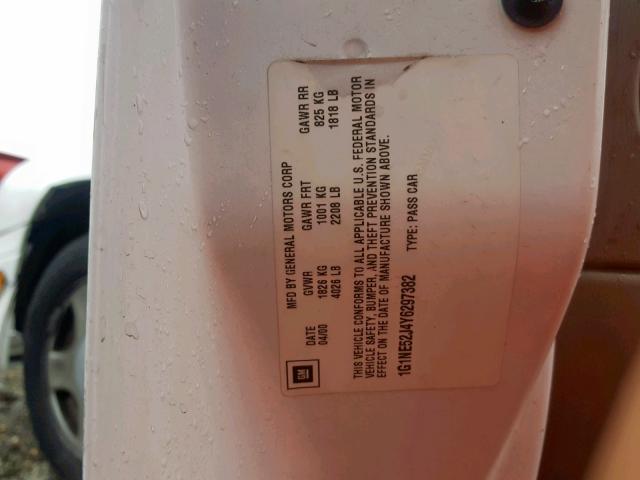 MFD BY GENERAL MOTORS CORP
DATE GVWR GAWR FRT GAWR RR
04/00 1826 KG 1001 KG 825 KG
4026 LB 2208 LB 1818 LB
THIS VEHICLE CONFORMS TO ALL APPLICABLE U.S. FEDERAL MOTOR
VEHICLE SAFETY, BUMPER, AND THEFT PREVENTION STANDARDS IN
EFFECT ON THE DATE OF MANUFACTURE SHOWN ABOVE.
1G1NE52J4Y6297382 TYPE: PASS CAR
GM